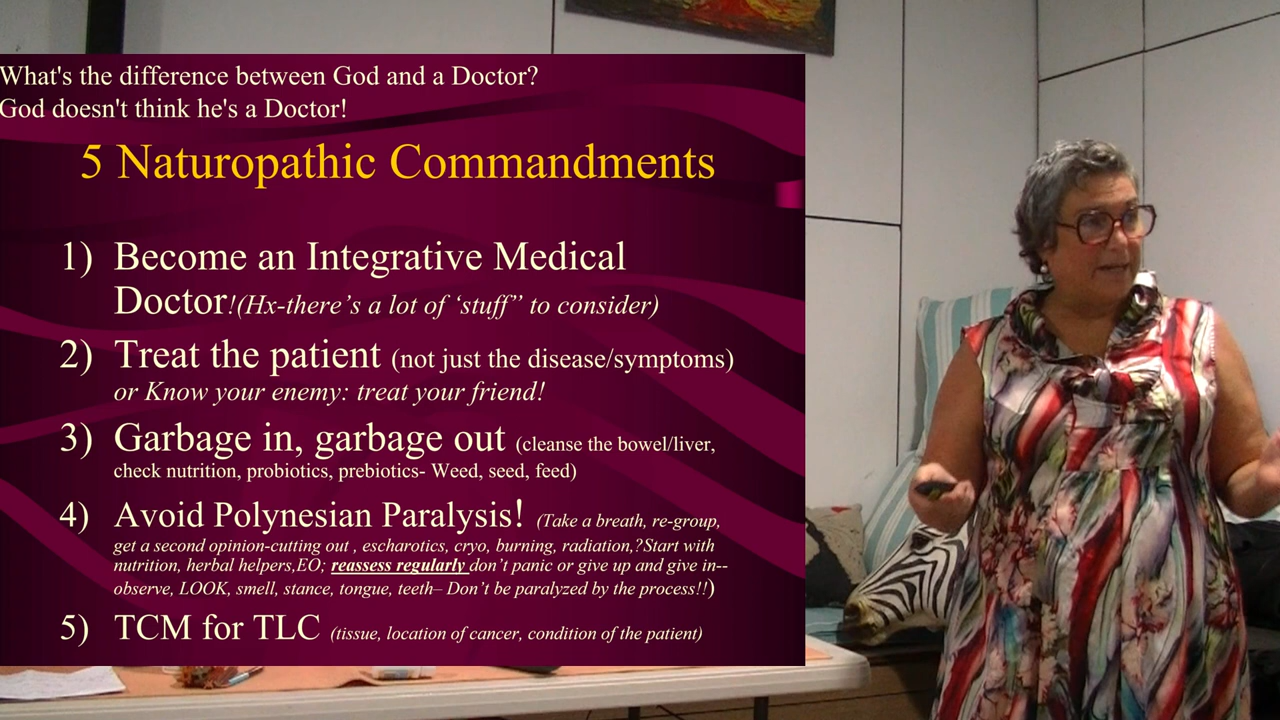 What's the difference between God and a Doctor?
God doesn't think he's a Doctor!
5 Naturopathic Commandments
1) Become an Integrative Medical
Doctor!(Hx-there's a lot of 'stuff" to consider)
2) Treat the patient (not just the disease/symptoms)
or Know your enemy: treat your friend!
3) Garbage in, garbage out (cleanse the bowel/liver,
check nutrition, probiotics, prebiotics- Weed, seed, feed)
4) Avoid Polynesian Paralysis! (Take a breath, re-group,
get a second opinion-cutting out , escharotics, cryo, burning, radiation,?Start with
nutrition, herbal helpers,EO; reassess regularly don't panic or give up and give in--
observe, LOOK, smell, stance, tongue, teeth– Don't be paralyzed by the process!!)
5) TCM for TLC (tissue, location of cancer, condition of the patient)